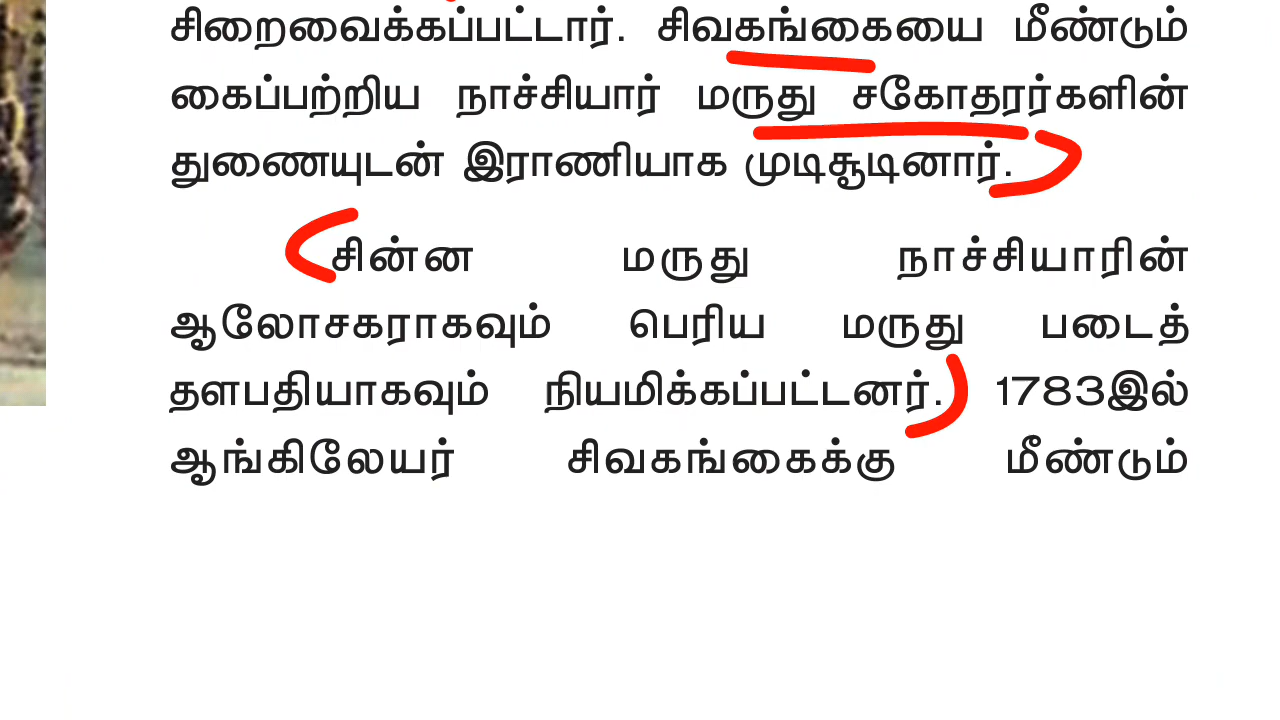 சிறைவைக்கப்பட்டார். சிவகங்கையை மீண்டும்
கைப்பற்றிய நாச்சியார் மருது சகோதரர்களின்
துணையுடன் இராணியாக முடிசூடினார்.
சின்ன மருது நாச்சியாரின்
ஆலோசகராகவும் பெரிய மருது படைத்
தளபதியாகவும் நியமிக்கப்பட்டனர். 1783இல்
ஆங்கிலேயர் சிவகங்கைக்கு மீண்டும்